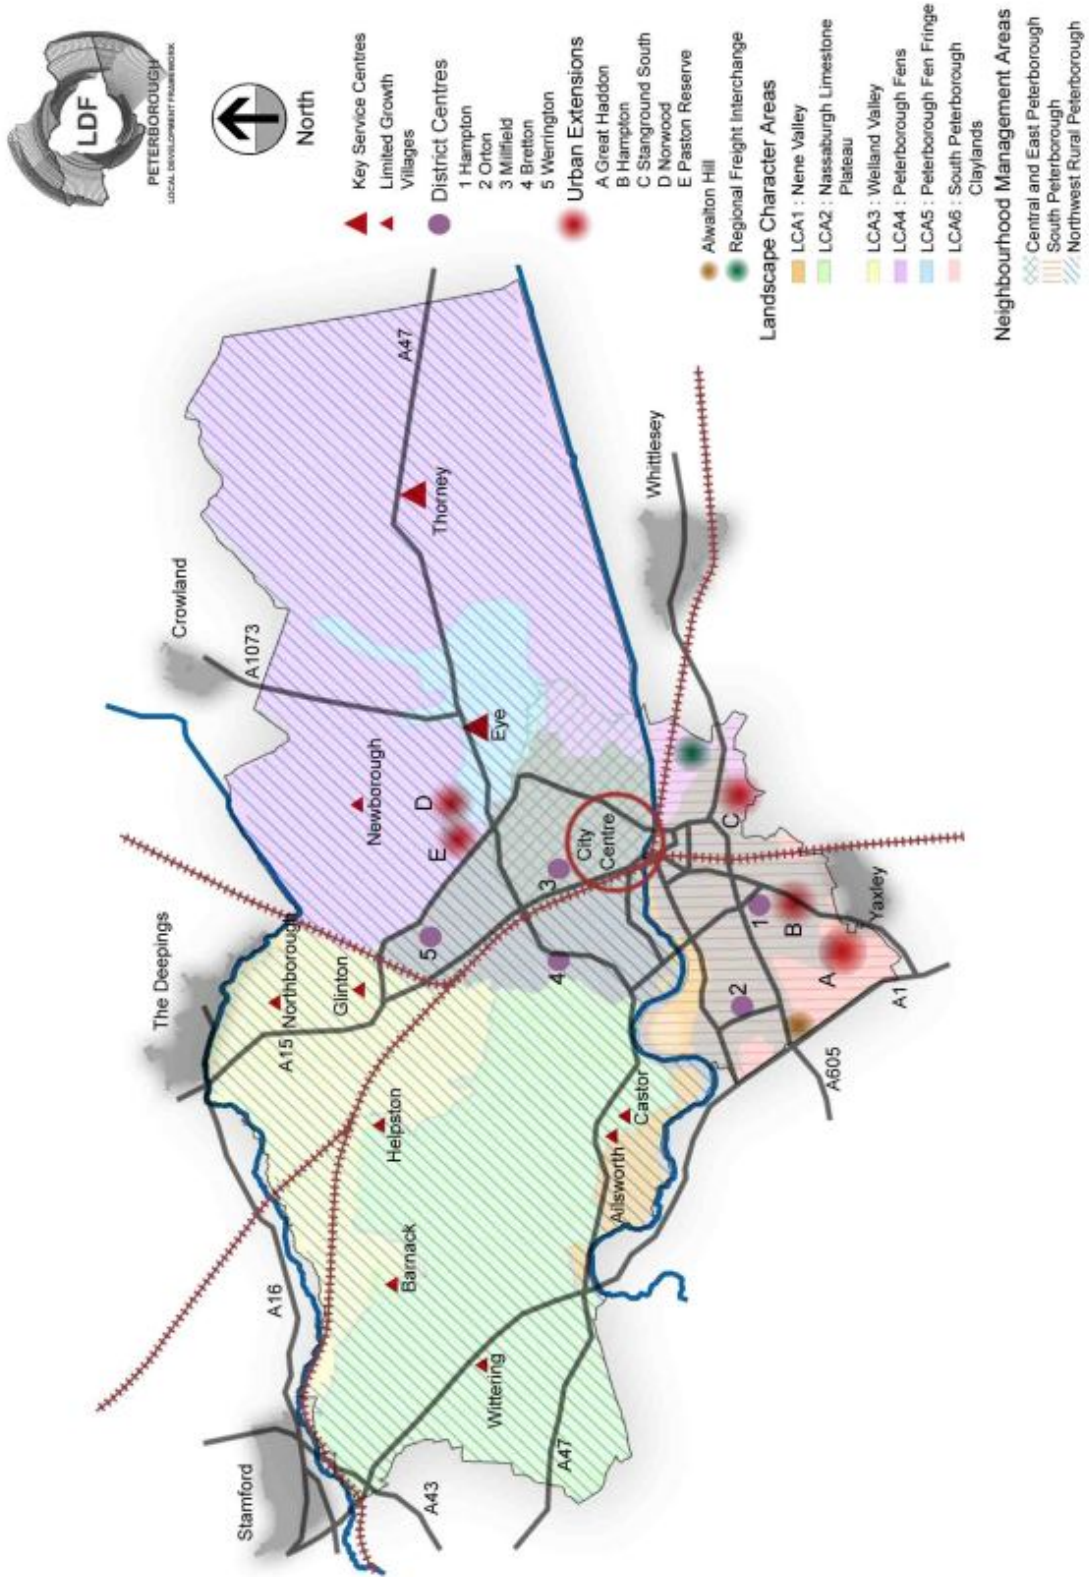 LDF
PETERBOROUGH
LOCAL DEVELOPMENT FRAMEWORK
North
Key Service Centres
Limited Growth
Villages
District Centres
1 Hampton
2 Orton
3 Millfield
4 Bretton
5 Werrington
Urban Extensions
A Great Haddon
B Hampton
C Stanground South
D Norwood
E Paston Reserve
Alwalton Hill
Regional Freight Interchange
Landscape Character Areas
LCA1 : Nene Valley
LCA2 : Nassaburgh Limestone
Plateau
LCA3 : Welland Valley
LCA4 : Peterborough Fens
LCA5 : Peterborough Fen Fringe
LCA6 : South Peterborough
Claylands
Neighbourhood Management Areas
Central and East Peterborough
South Peterborough
Northwest Rural Peterborough
Stamford
A16
A43
The Deepings
A15
Northborough
Glinton
Helpston
Barnack
Wittering
A47
Ailsworth
Castor
Crowland
A1073
Newborough
Eye
Thorney
A47
E
D
5
4
3
City
Centre
Whittlesey
C
1
B
2
A
Yaxley
A1
A605